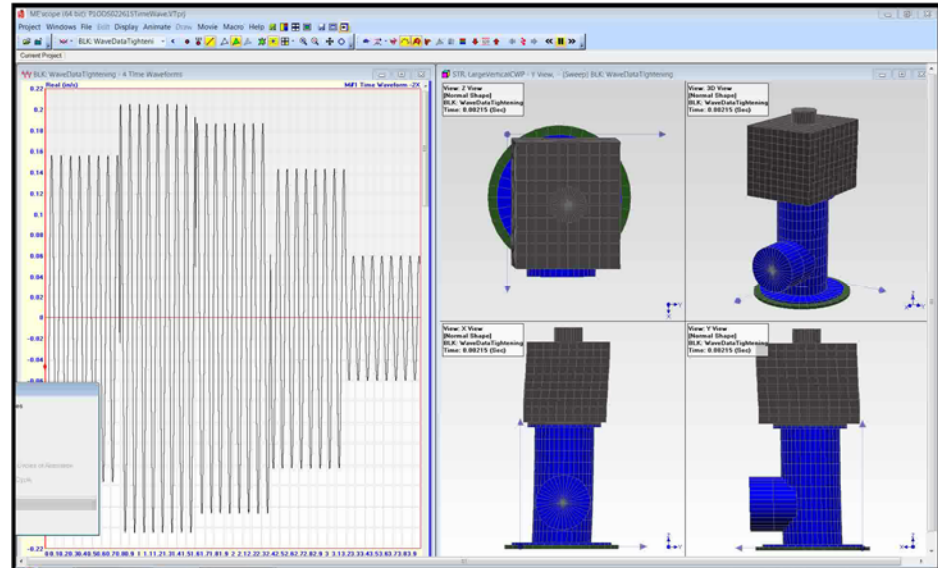 MEscope (64 bit) P1ODS022615TimeWave.VTprj
Project Windows File Edit Display Animate Draw Movie Macro Help
BLK: WaveDataTighteni
Current Project
BLK: WaveDataTightening - 4 Time Waveforms
Real (in/s)
Mif1 Time Waveform -2X
0.22
0.2
0.18
0.16
0.14
0.12
0.1
0.08
0.06
0.04
0.02
0
-0.02
-0.04
-0.06
-0.22
STR: LargeVerticalCWP - Y View, - (Sweep) BLK: WaveDataTightening
View: Z View
[Normal Shape]
BLK: WaveDataTightening
Time: 0.00215 (Sec)
View: 3D View
[Normal Shape]
BLK: WaveDataTightening
Time: 0.00215 (Sec)
View: X View
[Normal Shape]
BLK: WaveDataTightening
Time: 0.00215 (Sec)
View: Y View
[Normal Shape]
BLK: WaveDataTightening
Time: 0.00215 (Sec)